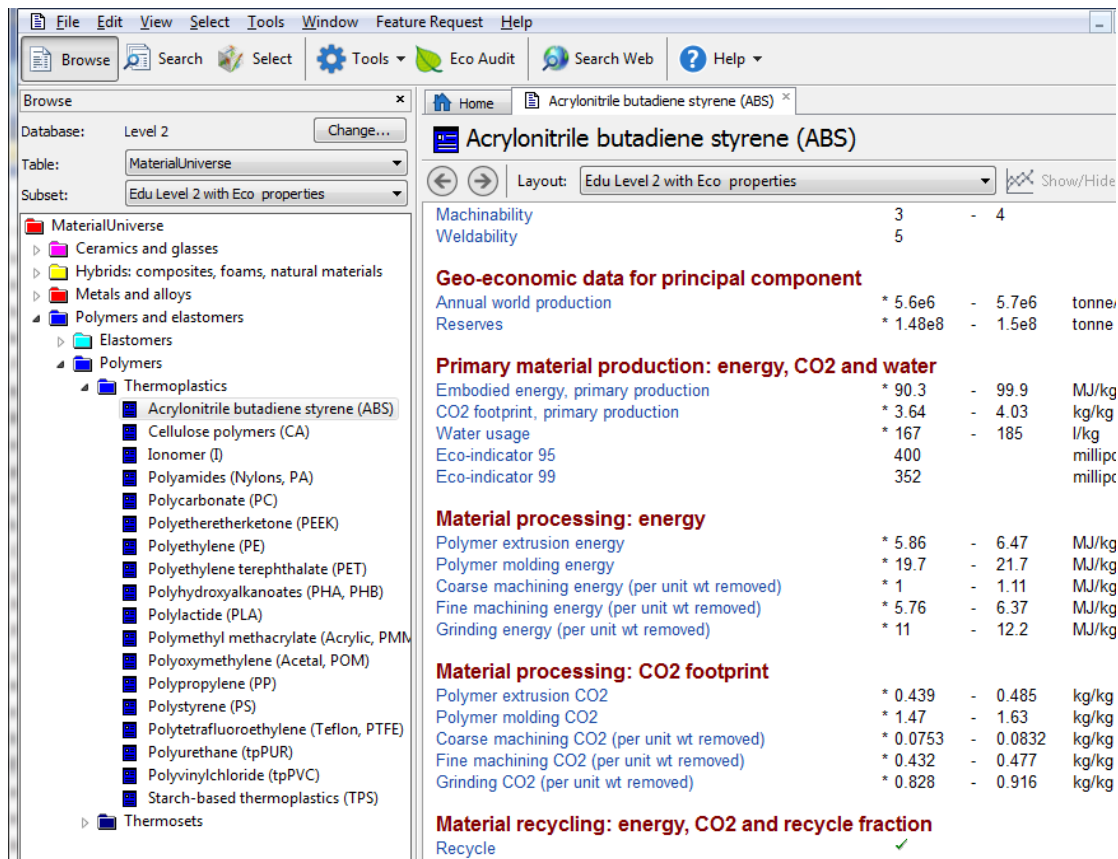 File Edit View Select Tools Window Feature Request Help
Browse Search Select Tools Eco Audit Search Web Help
Browse
Database: Level 2 Change...
Table: MaterialUniverse
Subset: Edu Level 2 with Eco properties
MaterialUniverse
Ceramics and glasses
Hybrids: composites, foams, natural materials
Metals and alloys
Polymers and elastomers
Elastomers
Polymers
Thermoplastics
Acrylonitrile butadiene styrene (ABS)
Cellulose polymers (CA)
Ionomer (I)
Polyamides (Nylons, PA)
Polycarbonate (PC)
Polyetheretherketone (PEEK)
Polyethylene (PE)
Polyethylene terephthalate (PET)
Polyhydroxyalkanoates (PHA, PHB)
Polylactide (PLA)
Polymethyl methacrylate (Acrylic, PMM
Polyoxymethylene (Acetal, POM)
Polypropylene (PP)
Polystyrene (PS)
Polytetrafluoroethylene (Teflon, PTFE)
Polyurethane (tpPUR)
Polyvinylchloride (tpPVC)
Starch-based thermoplastics (TPS)
Thermosets
Home Acrylonitrile butadiene styrene (ABS)
Acrylonitrile butadiene styrene (ABS)
Layout: Edu Level 2 with Eco properties Show/Hide
Machinability 3 - 4
Weldability 5
Geo-economic data for principal component
Annual world production * 5.6e6 - 5.7e6 tonne/
Reserves * 1.48e8 - 1.5e8 tonne
Primary material production: energy, CO2 and water
Embodied energy, primary production * 90.3 - 99.9 MJ/kg
CO2 footprint, primary production * 3.64 - 4.03 kg/kg
Water usage * 167 - 185 l/kg
Eco-indicator 95 400 millipo
Eco-indicator 99 352 millipo
Material processing: energy
Polymer extrusion energy * 5.86 - 6.47 MJ/kg
Polymer molding energy * 19.7 - 21.7 MJ/kg
Coarse machining energy (per unit wt removed) * 1 - 1.11 MJ/kg
Fine machining energy (per unit wt removed) * 5.76 - 6.37 MJ/kg
Grinding energy (per unit wt removed) * 11 - 12.2 MJ/kg
Material processing: CO2 footprint
Polymer extrusion CO2 * 0.439 - 0.485 kg/kg
Polymer molding CO2 * 1.47 - 1.63 kg/kg
Coarse machining CO2 (per unit wt removed) * 0.0753 - 0.0832 kg/kg
Fine machining CO2 (per unit wt removed) * 0.432 - 0.477 kg/kg
Grinding CO2 (per unit wt removed) * 0.828 - 0.916 kg/kg
Material recycling: energy, CO2 and recycle fraction
Recycle ✓